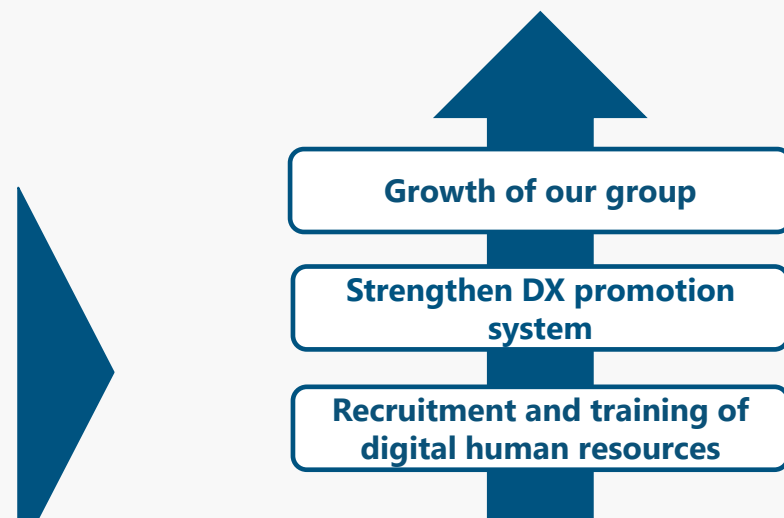 Growth of our group
Strengthen DX promotion
system
Recruitment and training of
digital human resources